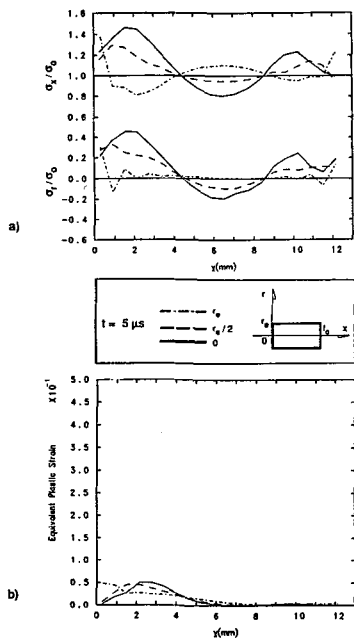 1.6
1.4
1.2
1.0
0.8
0.6
0.4
0.2
0.0
-0.2
-0.4
-0.6
σx/σo
σr/σo
0 2 4 6 8 10 12
χ(mm)
a)
t = 5 μs
re
re/2
0
r
re
0
x
X10⁻¹
5.0
4.5
4.0
3.5
3.0
2.5
2.0
1.5
1.0
0.5
0.0
Equivalent Plastic Strain
0 2 4 6 8 10 12
χ(mm)
b)